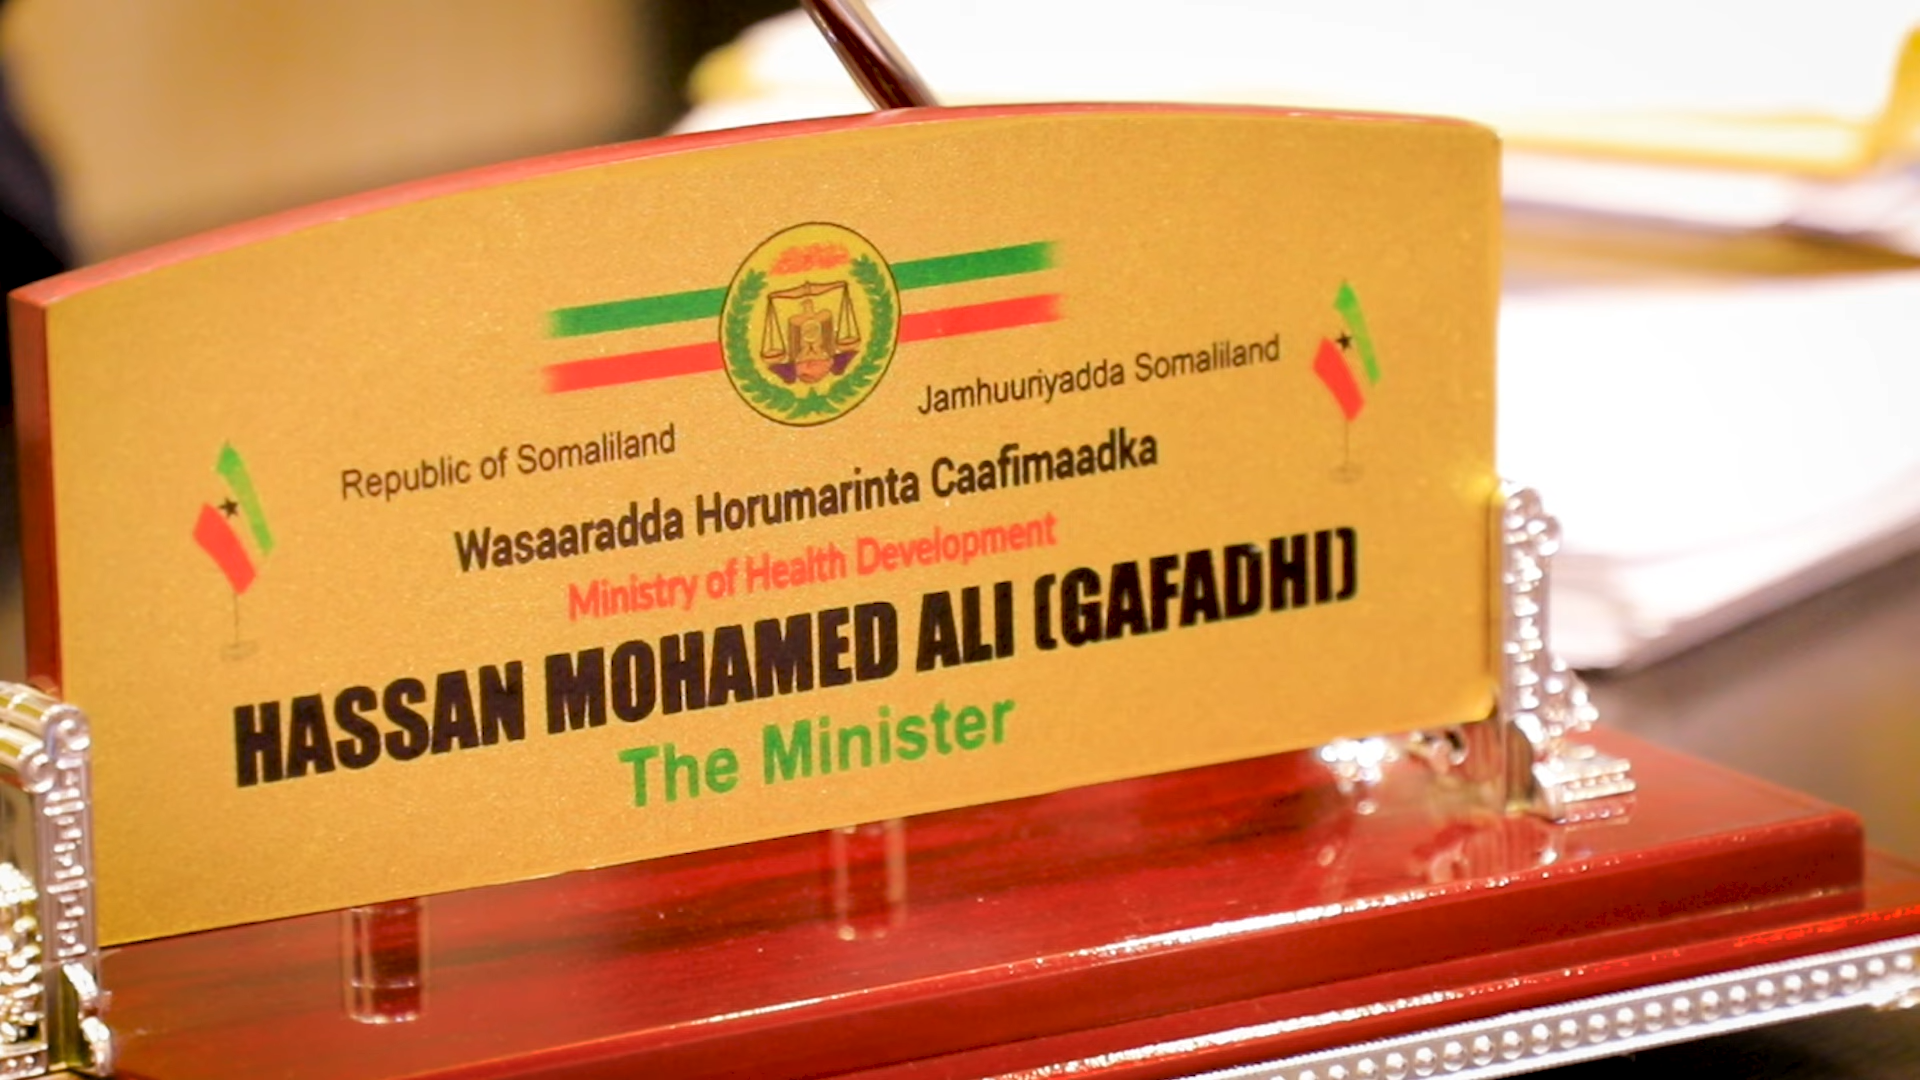 Republic of Somaliland
Jamhuuriyadda Somaliland
Wasaaradda Horumarinta Caafimaadka
Ministry of Health Development
HASSAN MOHAMED ALI (GAFADHI)
The Minister